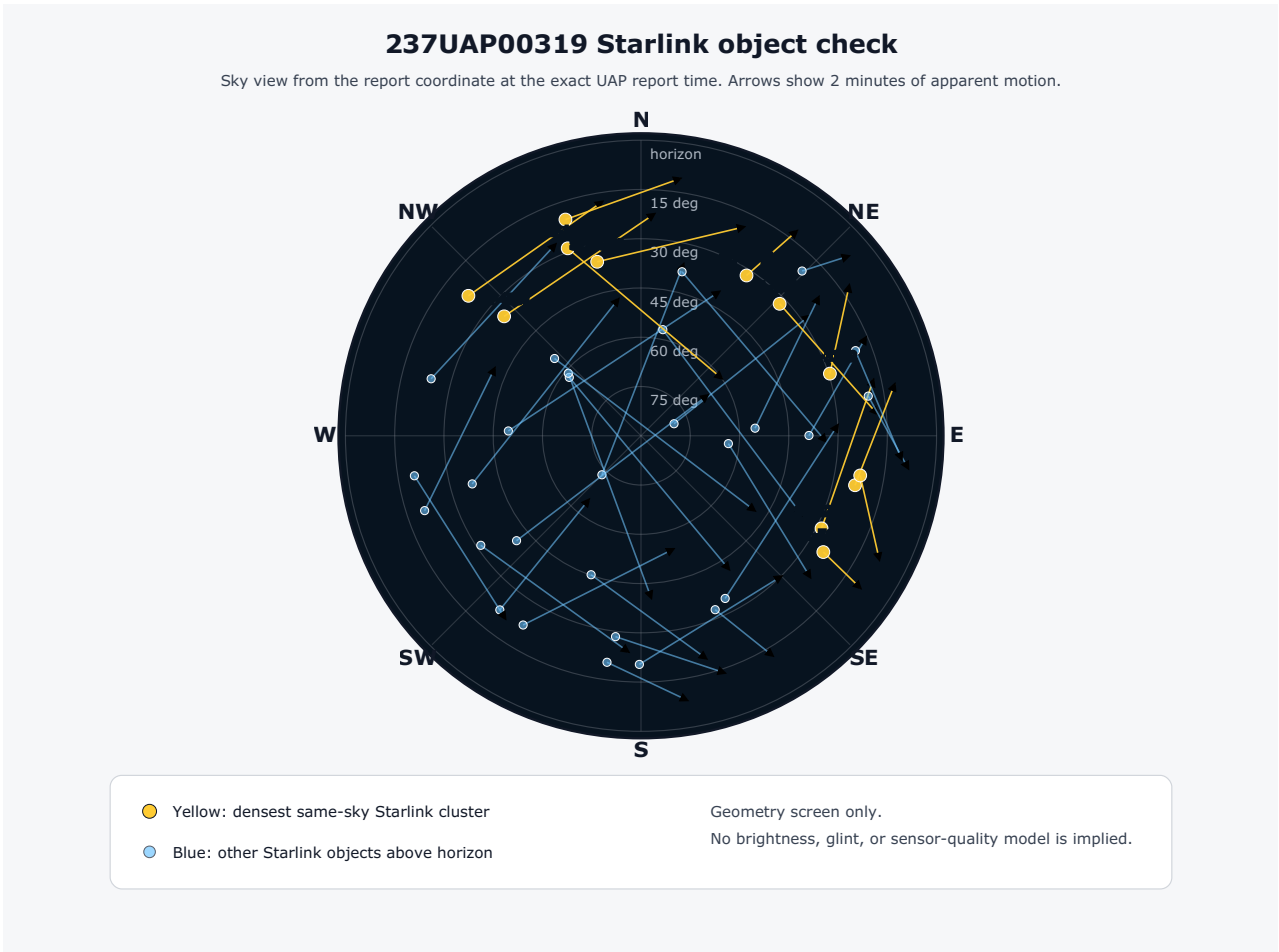 237UAP00319 Starlink object check
Sky view from the report coordinate at the exact UAP report time. Arrows show 2 minutes of apparent motion.
N
horizon
15 deg
NW
NE
30 deg
45 deg
60 deg
75 deg
W
E
SW
SE
S
Yellow: densest same-sky Starlink cluster
Blue: other Starlink objects above horizon
Geometry screen only.
No brightness, glint, or sensor-quality model is implied.